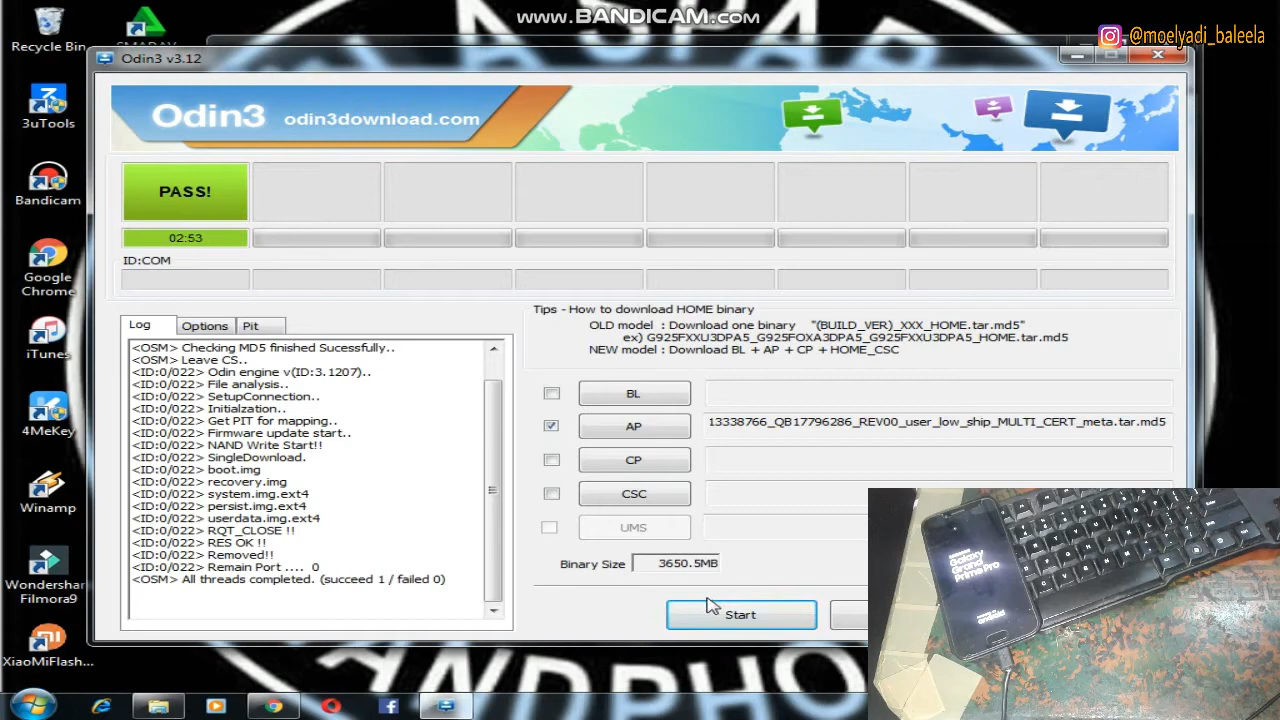 www.BANDICAM.com
@moelyadi_baleela
Recycle Bin
SMADAV
3uTools
Bandicam
Google
Chrome
iTunes
4MeKey
Winamp
Wondershar...
Filmora9
XiaoMiFlash...
Odin3 v3.12
Odin3 odin3download.com
PASS!
02:53
ID:COM
Log Options Pit
<OSM> Checking MD5 finished Sucessfully..
<OSM> Leave CS..
<ID:0/022> Odin engine v(ID:3.1207)..
<ID:0/022> File analysis..
<ID:0/022> SetupConnection..
<ID:0/022> Initialzation..
<ID:0/022> Get PIT for mapping..
<ID:0/022> Firmware update start..
<ID:0/022> NAND Write Start!!
<ID:0/022> SingleDownload.
<ID:0/022> boot.img
<ID:0/022> recovery.img
<ID:0/022> system.img.ext4
<ID:0/022> persist.img.ext4
<ID:0/022> userdata.img.ext4
<ID:0/022> RQT_CLOSE !!
<ID:0/022> RES OK !!
<ID:0/022> Removed!!
<ID:0/022> Remain Port .... 0
<OSM> All threads completed. (succeed 1 / failed 0)
Tips - How to download HOME binary
OLD model : Download one binary "(BUILD_VER)_XXX_HOME.tar.md5"
ex) G925FXXU3DPA5_G925FOXA3DPA5_G925FXXU3DPA5_HOME.tar.md5
NEW model : Download BL + AP + CP + HOME_CSC
BL
AP 13338766_QB17796286_REV00_user_low_ship_MULTI_CERT_meta.tar.md5
CP
CSC
UMS
Binary Size 3650.5MB
Start
Galaxy
Grand
Prime Pro
android